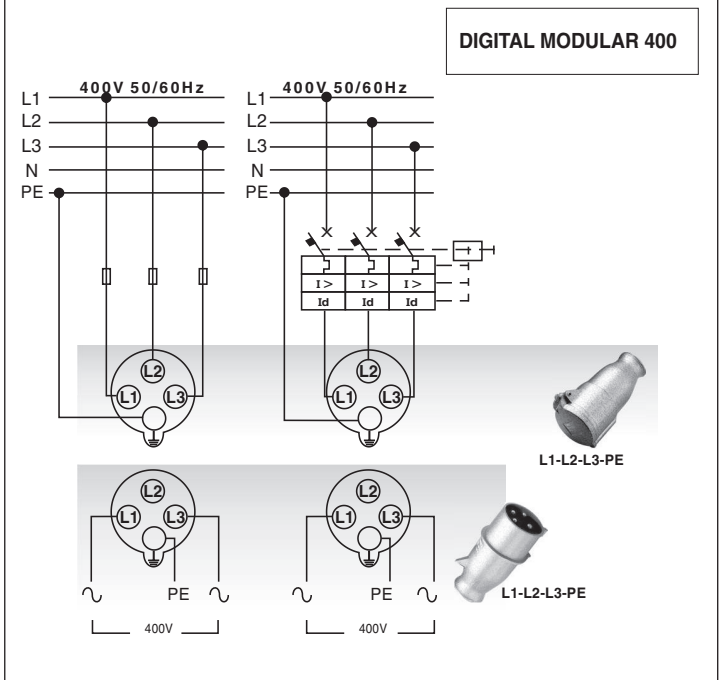 DIGITAL MODULAR 400
400V 50/60Hz
L1
L2
L3
N
PE
400V 50/60Hz
L1
L2
L3
N
PE
I > I > I >
Id Id Id
L2
L1 L3
L2
L1 L3
L1-L2-L3-PE
L2
L1 L3
L2
L1 L3
L1-L2-L3-PE
PE
PE
400V
400V